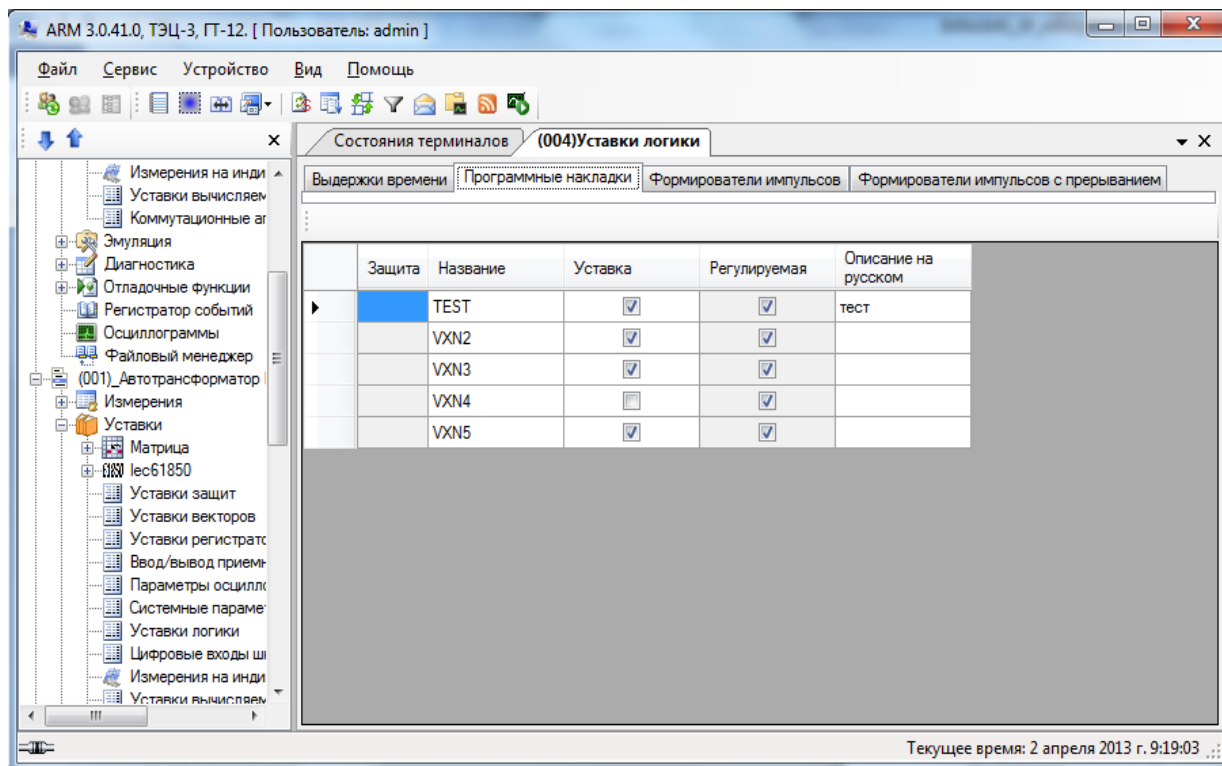 ARM 3.0.41.0, ТЭЦ-3, ГТ-12. [ Пользователь: admin ]
Файл Сервис Устройство Вид Помощь
Состояния терминалов (004)Уставки логики
Выдержки времени Программные накладки Формирователи импульсов Формирователи импульсов с прерыванием
Измерения на инди
Уставки вычисляем
Коммутационные ап
Эмуляция
Диагностика
Отладочные функции
Регистратор событий
Осциллограммы
Файловый менеджер
(001)_Автотрансформатор
Измерения
Уставки
Матрица
61850 Iec61850
Уставки защит
Уставки векторов
Уставки регистрато
Ввод/вывод приемн
Параметры осцилло
Системные парамет
Уставки логики
Цифровые входы ши
Измерения на инди
Уставки вычисляем
Защита Название Уставка Регулируемая Описание на русском
TEST тест
VXN2
VXN3
VXN4
VXN5
Текущее время: 2 апреля 2013 г. 9:19:03